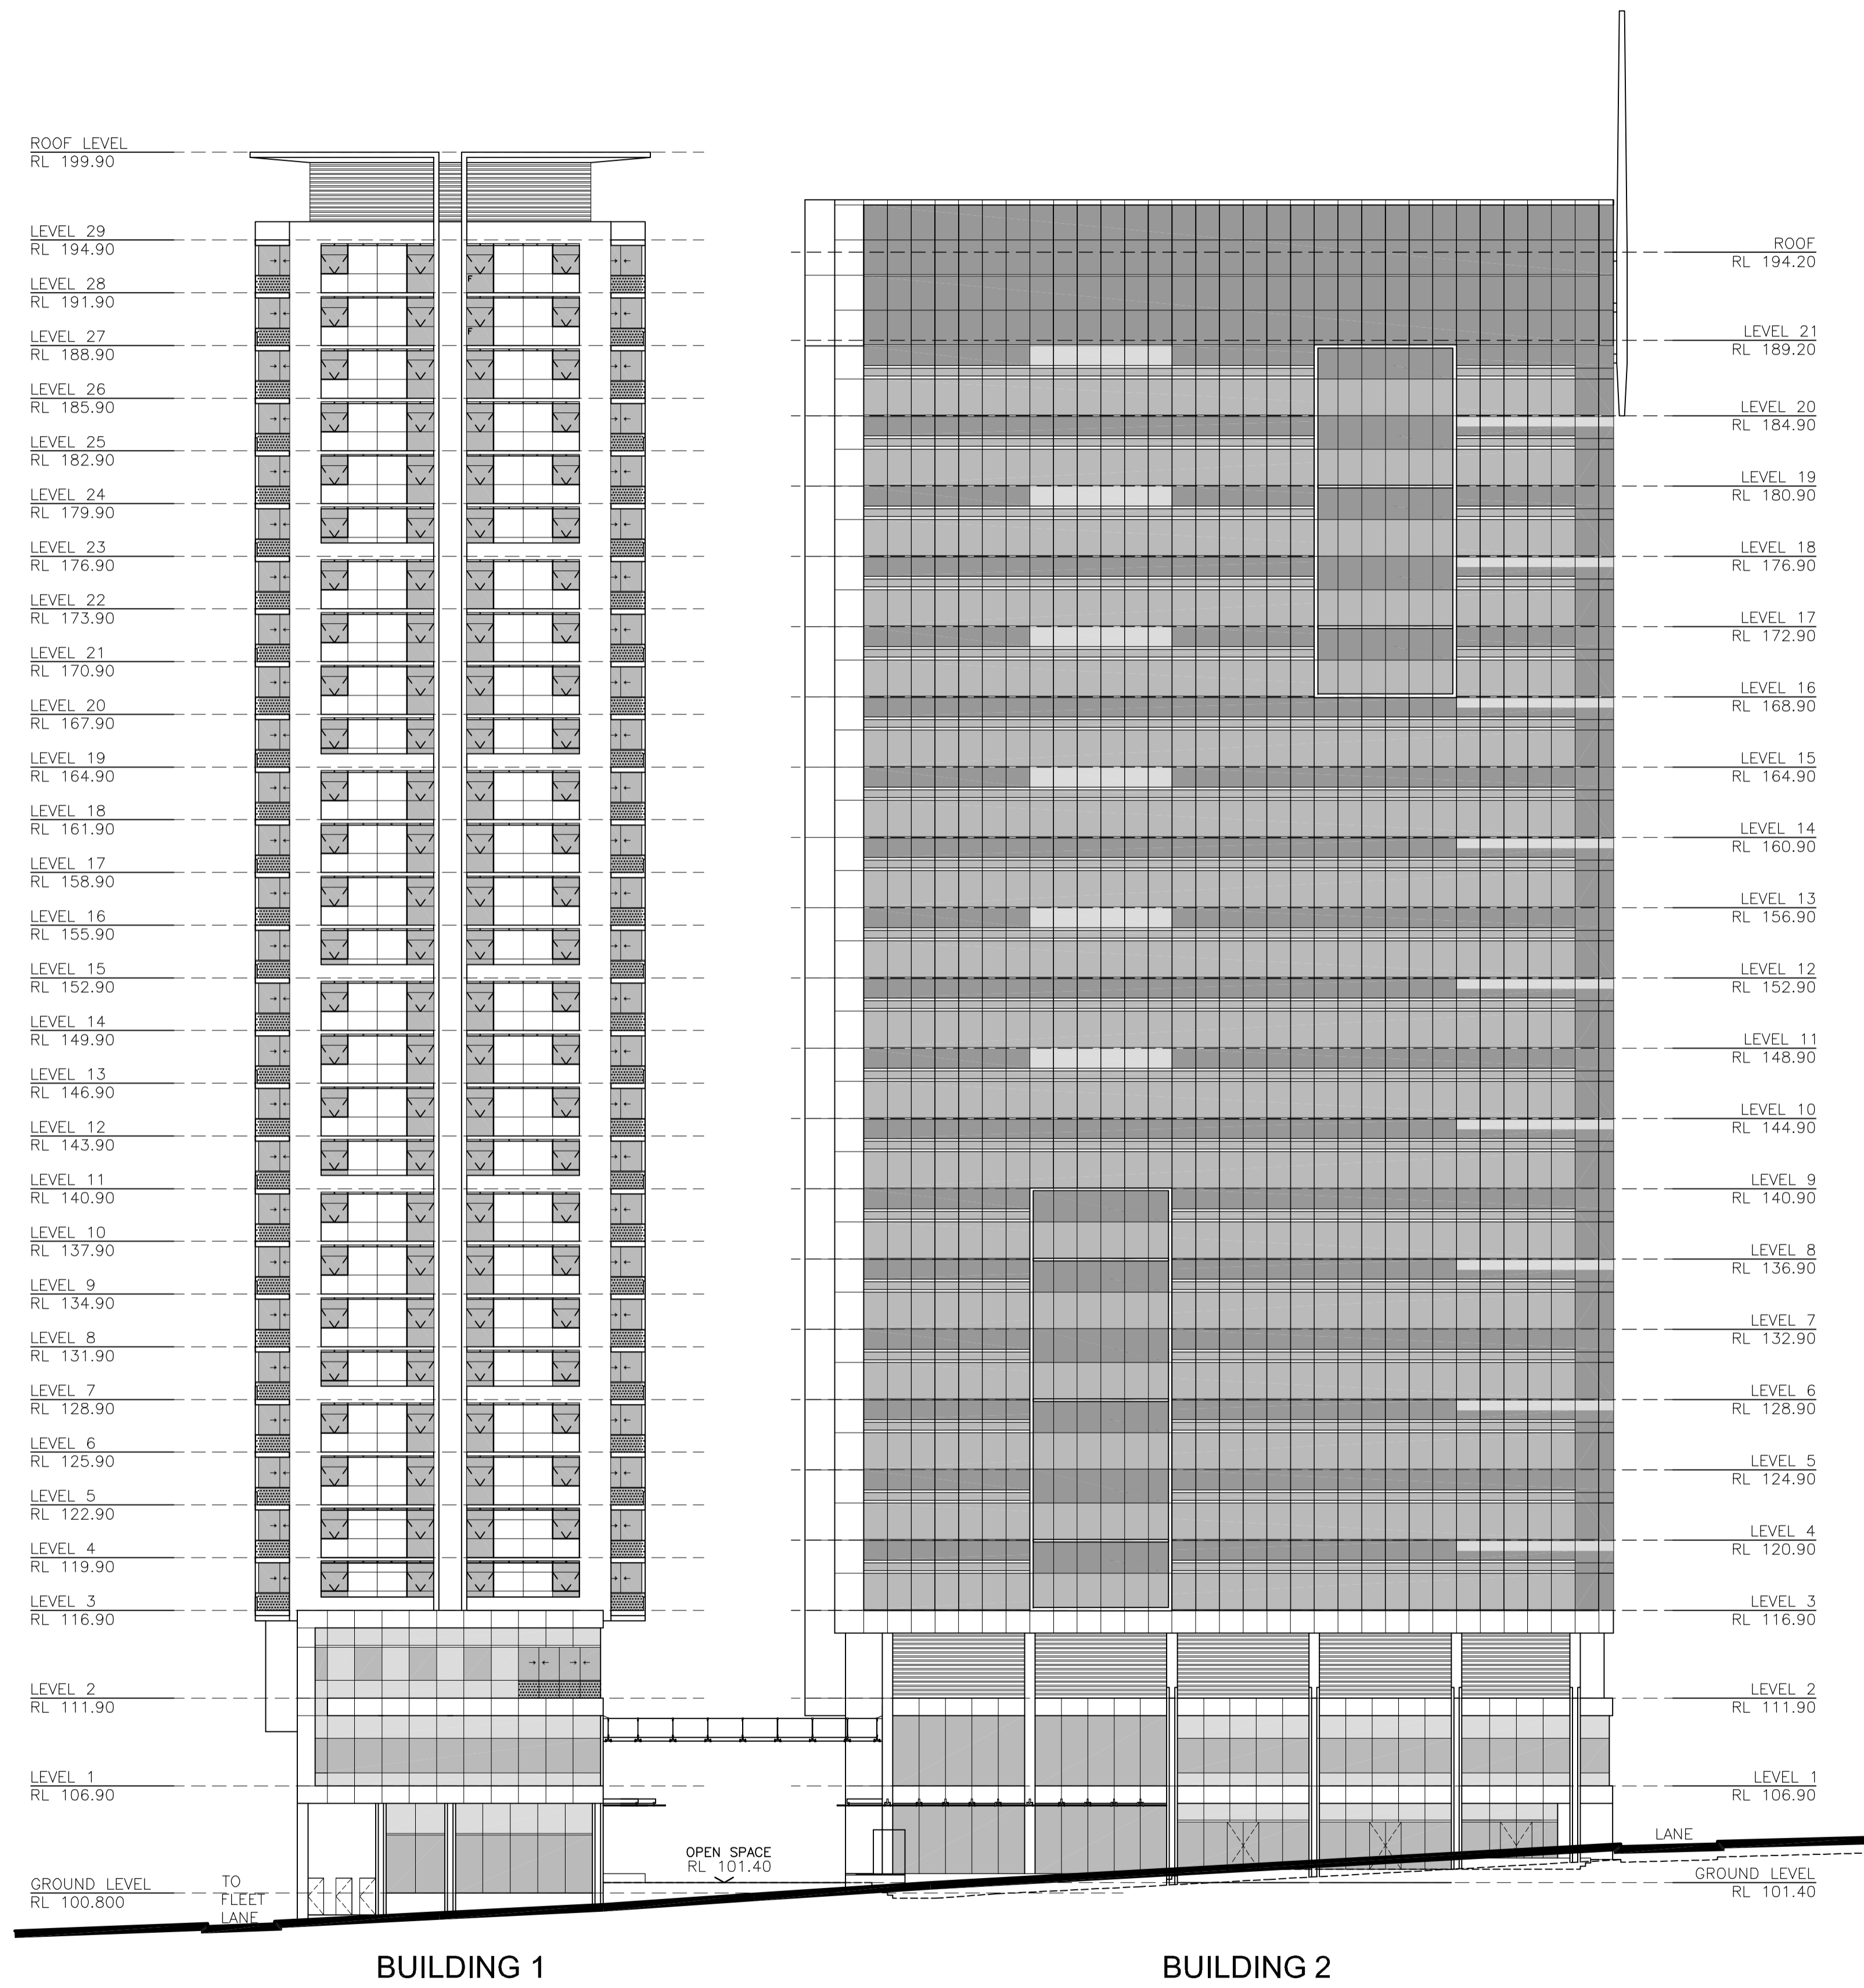 ROOF LEVEL
RL 199.90
LEVEL 29
RL 194.90
LEVEL 28
RL 191.90
LEVEL 27
RL 188.90
LEVEL 26
RL 185.90
LEVEL 25
RL 182.90
LEVEL 24
RL 179.90
LEVEL 23
RL 176.90
LEVEL 22
RL 173.90
LEVEL 21
RL 170.90
LEVEL 20
RL 167.90
LEVEL 19
RL 164.90
LEVEL 18
RL 161.90
LEVEL 17
RL 158.90
LEVEL 16
RL 155.90
LEVEL 15
RL 152.90
LEVEL 14
RL 149.90
LEVEL 13
RL 146.90
LEVEL 12
RL 143.90
LEVEL 11
RL 140.90
LEVEL 10
RL 137.90
LEVEL 9
RL 134.90
LEVEL 8
RL 131.90
LEVEL 7
RL 128.90
LEVEL 6
RL 125.90
LEVEL 5
RL 122.90
LEVEL 4
RL 119.90
LEVEL 3
RL 116.90
LEVEL 2
RL 111.90
LEVEL 1
RL 106.90
GROUND LEVEL
RL 100.800
TO
FLEET
LANE
F
F
OPEN SPACE
RL 101.40
ROOF
RL 194.20
LEVEL 21
RL 189.20
LEVEL 20
RL 184.90
LEVEL 19
RL 180.90
LEVEL 18
RL 176.90
LEVEL 17
RL 172.90
LEVEL 16
RL 168.90
LEVEL 15
RL 164.90
LEVEL 14
RL 160.90
LEVEL 13
RL 156.90
LEVEL 12
RL 152.90
LEVEL 11
RL 148.90
LEVEL 10
RL 144.90
LEVEL 9
RL 140.90
LEVEL 8
RL 136.90
LEVEL 7
RL 132.90
LEVEL 6
RL 128.90
LEVEL 5
RL 124.90
LEVEL 4
RL 120.90
LEVEL 3
RL 116.90
LEVEL 2
RL 111.90
LEVEL 1
RL 106.90
LANE
GROUND LEVEL
RL 101.40
BUILDING 1
BUILDING 2